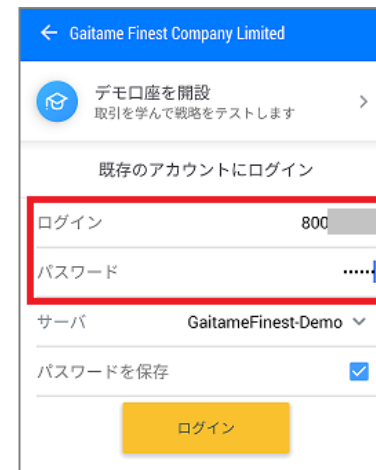 Gaitame Finest Company Limited
デモ口座を開設
取引を学んで戦略をテストします
既存のアカウントにログイン
ログイン 800
パスワード ••••••
サーバ GaitameFinest-Demo
パスワードを保存
ログイン